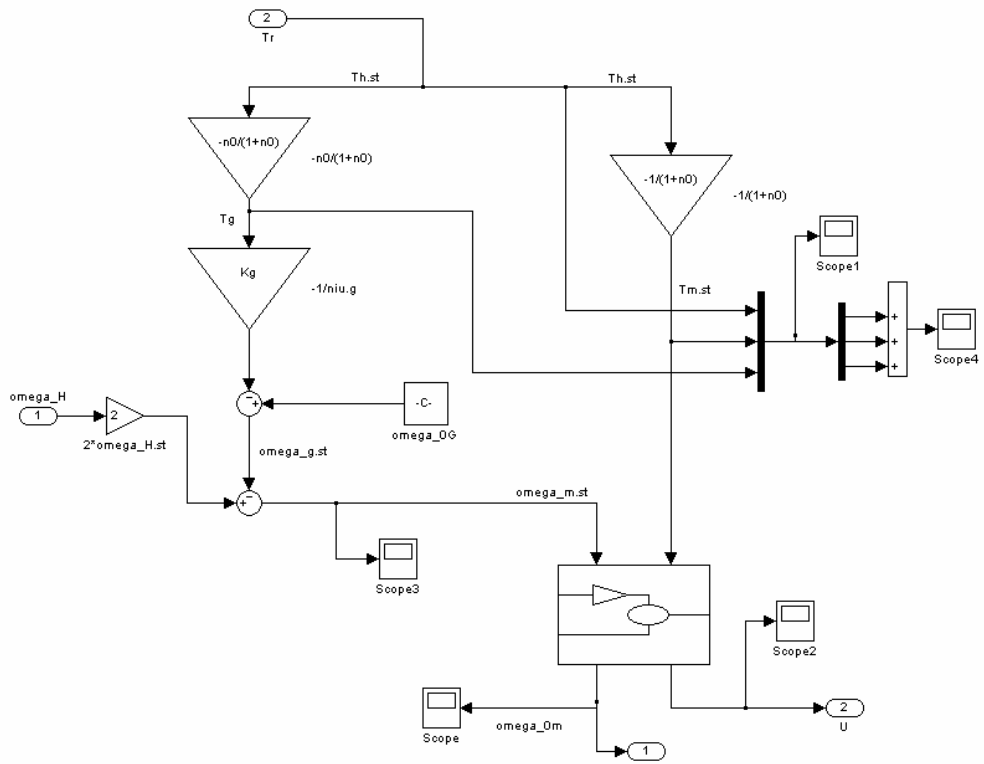 2
Tr
Th.st
Th.st
-n0/(1+n0)
-n0/(1+n0)
-1/(1+n0)
-1/(1+n0)
Tg
Kg
-1/niu.g
Scope1
Tm.st
+
+
+
Scope4
omega_H
1
2
2*omega_H.st
-
+
-C-
omega_0G
omega_g.st
+
-
omega_m.st
Scope3
Scope2
Scope
omega_0m
2
U
1